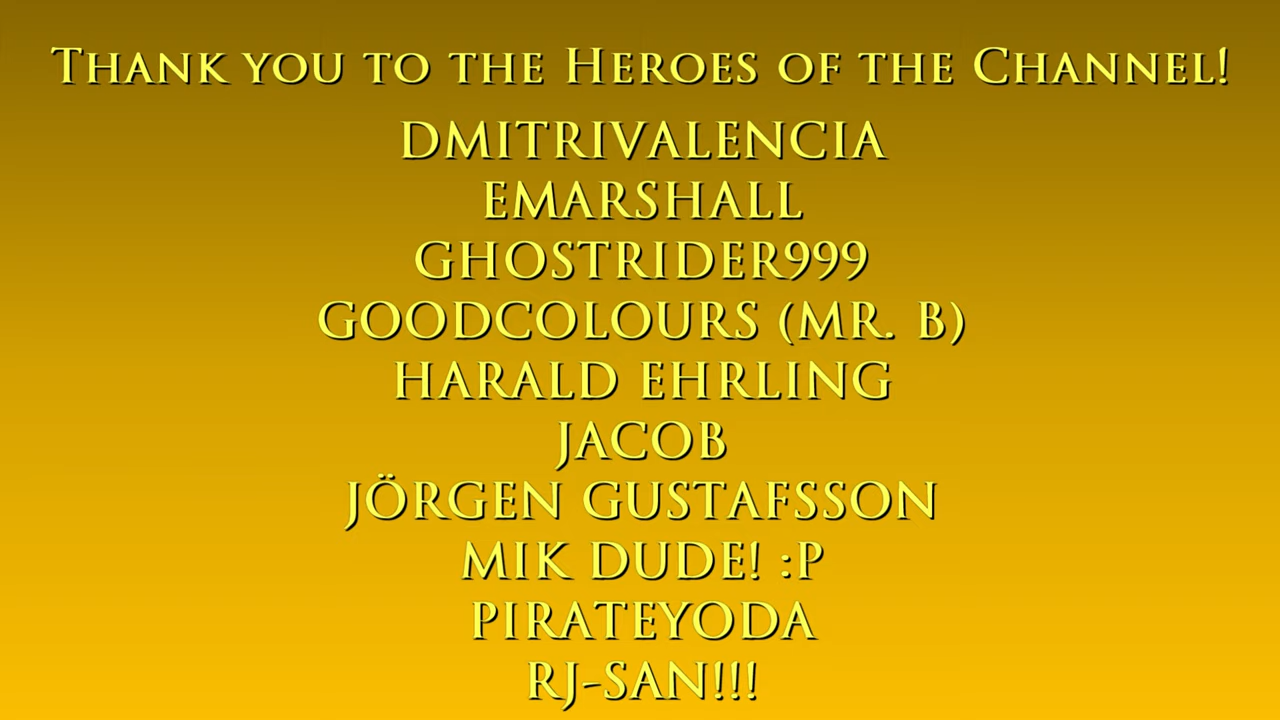 Thank you to the Heroes of the Channel!
DMITRIVALENCIA
EMARSHALL
GHOSTRIDER999
GOODCOLOURS (MR. B)
HARALD EHRLING
JACOB
JÖRGEN GUSTAFSSON
MIK DUDE! :P
PIRATEYODA
RJ-SAN!!!